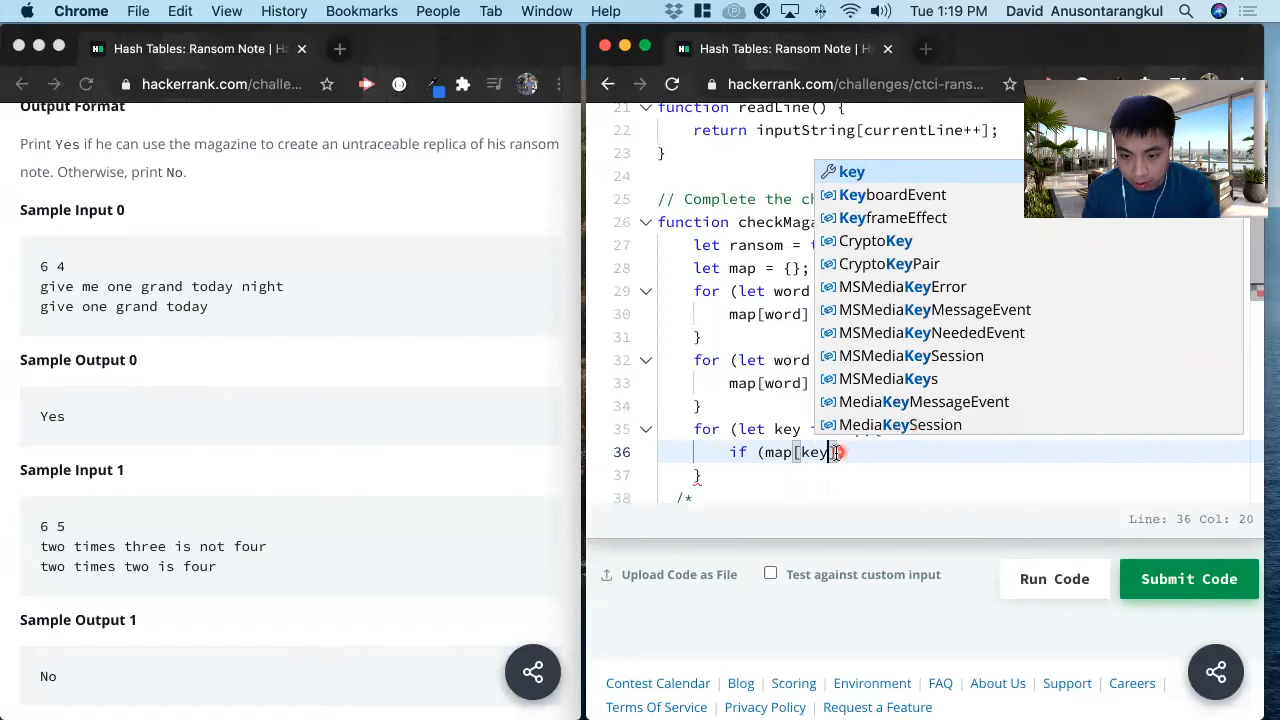 Chrome File Edit View History Bookmarks People Tab Window Help Tue 1:19 PM David Anusontarangkul
Hash Tables: Ransom Note | Ha
hackerrank.com/challe...
Output Format
Print Yes if he can use the magazine to create an untraceable replica of his ransom
note. Otherwise, print No.
Sample Input 0
6 4
give me one grand today night
give one grand today
Sample Output 0
Yes
Sample Input 1
6 5
two times three is not four
two times two is four
Sample Output 1
No
Hash Tables: Ransom Note | Ha
hackerrank.com/challenges/ctci-rans...
21 function readLine() {
22 return inputString[currentLine++];
23 }
24
25 // Complete the ch
26 function checkMaga
27 let ransom =
28 let map = {};
29 for (let word
30 map[word]
31 }
32 for (let word
33 map[word]
34 }
35 for (let key
36 if (map[key]
37 }
38 /*
key
KeyboardEvent
KeyframeEffect
CryptoKey
CryptoKeyPair
MSMediaKeyError
MSMediaKeyMessageEvent
MSMediaKeyNeededEvent
MSMediaKeySession
MSMediaKeys
MediaKeyMessageEvent
MediaKeySession
Line: 36 Col: 20
Upload Code as File Test against custom input Run Code Submit Code
Contest Calendar | Blog | Scoring | Environment | FAQ | About Us | Support | Careers |
Terms Of Service | Privacy Policy | Request a Feature